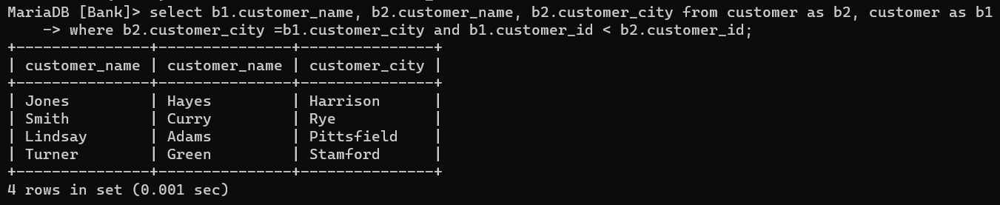 MariaDB [Bank]> select b1.customer_name, b2.customer_name, b2.customer_city from customer as b2, customer as b1
    -> where b2.customer_city =b1.customer_city and b1.customer_id < b2.customer_id;
+---------------+---------------+---------------+
| customer_name | customer_name | customer_city |
+---------------+---------------+---------------+
| Jones         | Hayes         | Harrison      |
| Smith         | Curry         | Rye           |
| Lindsay       | Adams         | Pittsfield    |
| Turner        | Green         | Stamford      |
+---------------+---------------+---------------+
4 rows in set (0.001 sec)